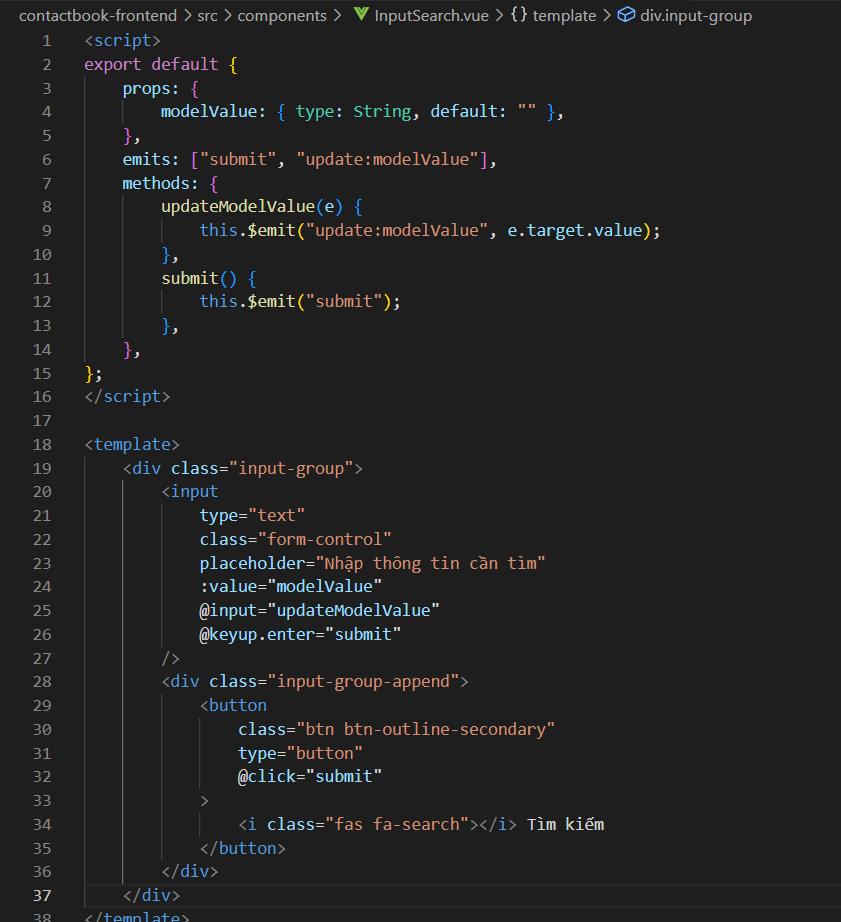 contactbook-frontend > src > components > InputSearch.vue > {} template > div.input-group
1 <script>
2 export default {
3     props: {
4         modelValue: { type: String, default: "" },
5     },
6     emits: ["submit", "update:modelValue"],
7     methods: {
8         updateModelValue(e) {
9             this.$emit("update:modelValue", e.target.value);
10         },
11         submit() {
12             this.$emit("submit");
13         },
14     },
15 };
16 </script>
17
18 <template>
19     <div class="input-group">
20         <input
21             type="text"
22             class="form-control"
23             placeholder="Nhập thông tin cần tìm"
24             :value="modelValue"
25             @input="updateModelValue"
26             @keyup.enter="submit"
27         />
28         <div class="input-group-append">
29             <button
30                 class="btn btn-outline-secondary"
31                 type="button"
32                 @click="submit"
33             >
34                 <i class="fas fa-search"></i> Tìm kiếm
35             </button>
36         </div>
37     </div>
38 </template>